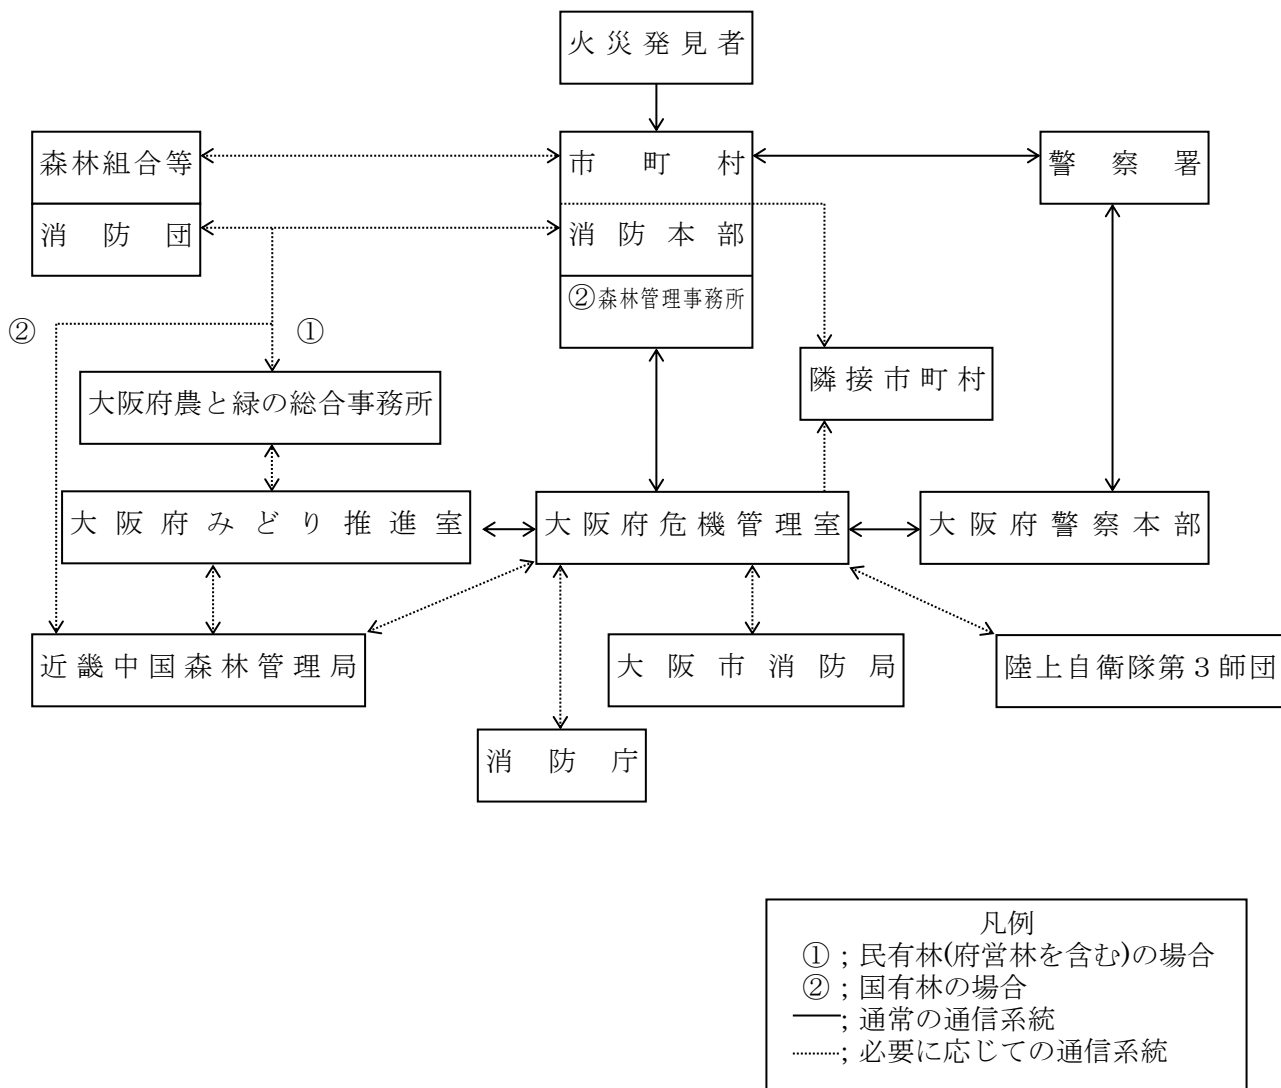 火災発見者
森林組合等
市町村
警察署
消防団
消防本部
②森林管理事務所
②
①
隣接市町村
大阪府農と緑の総合事務所
大阪府みどり推進室
大阪府危機管理室
大阪府警察本部
近畿中国森林管理局
大阪市消防局
陸上自衛隊第３師団
消防庁
凡例
①；民有林(府営林を含む)の場合
②；国有林の場合
；通常の通信系統
；必要に応じての通信系統